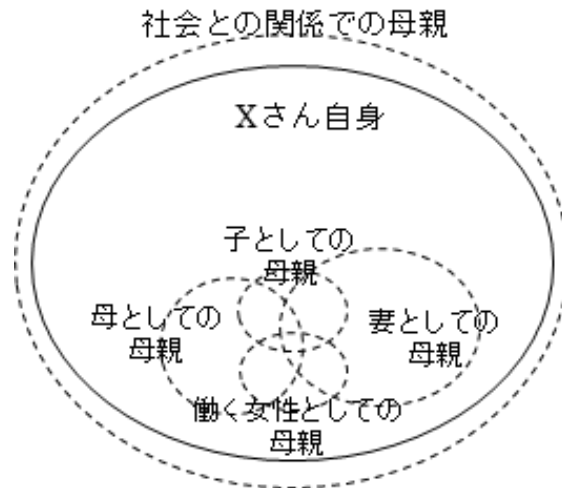 社会との関係での母親
Xさん自身
子としての
母親
母としての
母親
妻としての
母親
働く女性としての
母親